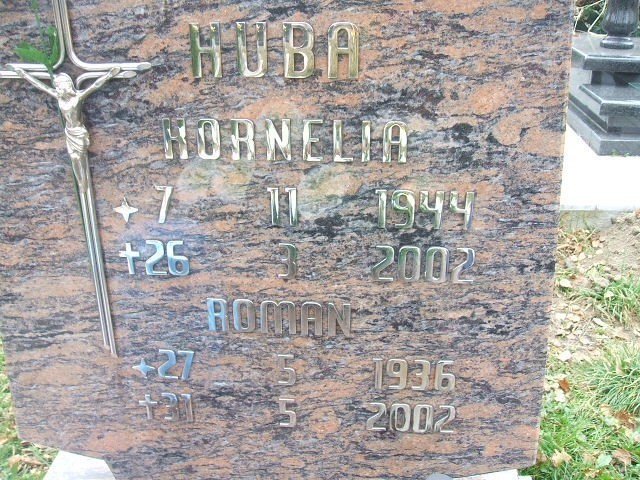 HUBA
KORNELIA
7 11 1944
✝26 3 2002
ROMAN
27 5 1936
✝31 5 2002